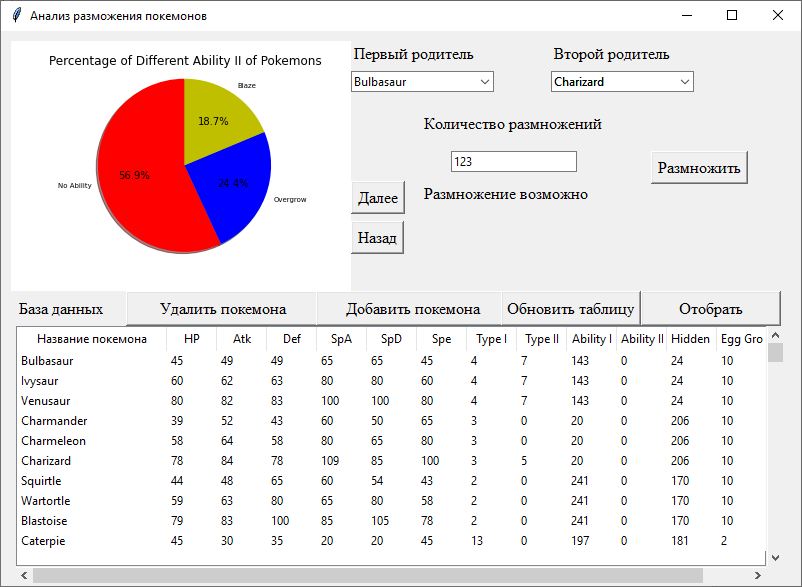 Анализ размножения покемонов
Percentage of Different Ability II of Pokemons
Blaze
18.7%
56.9%
24.4%
No Ability
Overgrow
Первый родитель
Второй родитель
Bulbasaur
Charizard
Количество размножений
123
Размножить
Далее
Размножение возможно
Назад
База данных
Удалить покемона
Добавить покемона
Обновить таблицу
Отобрать
Название покемона HP Atk Def SpA SpD Spe Type I Type II Ability I Ability II Hidden Egg Gro
Bulbasaur 45 49 49 65 65 45 4 7 143 0 24 10
Ivysaur 60 62 63 80 80 60 4 7 143 0 24 10
Venusaur 80 82 83 100 100 80 4 7 143 0 24 10
Charmander 39 52 43 60 50 65 3 0 20 0 206 10
Charmeleon 58 64 58 80 65 80 3 0 20 0 206 10
Charizard 78 84 78 109 85 100 3 5 20 0 206 10
Squirtle 44 48 65 60 54 43 2 0 241 0 170 10
Wartortle 59 63 80 65 80 58 2 0 241 0 170 10
Blastoise 79 83 100 85 105 78 2 0 241 0 170 10
Caterpie 45 30 35 20 20 45 13 0 197 0 181 2